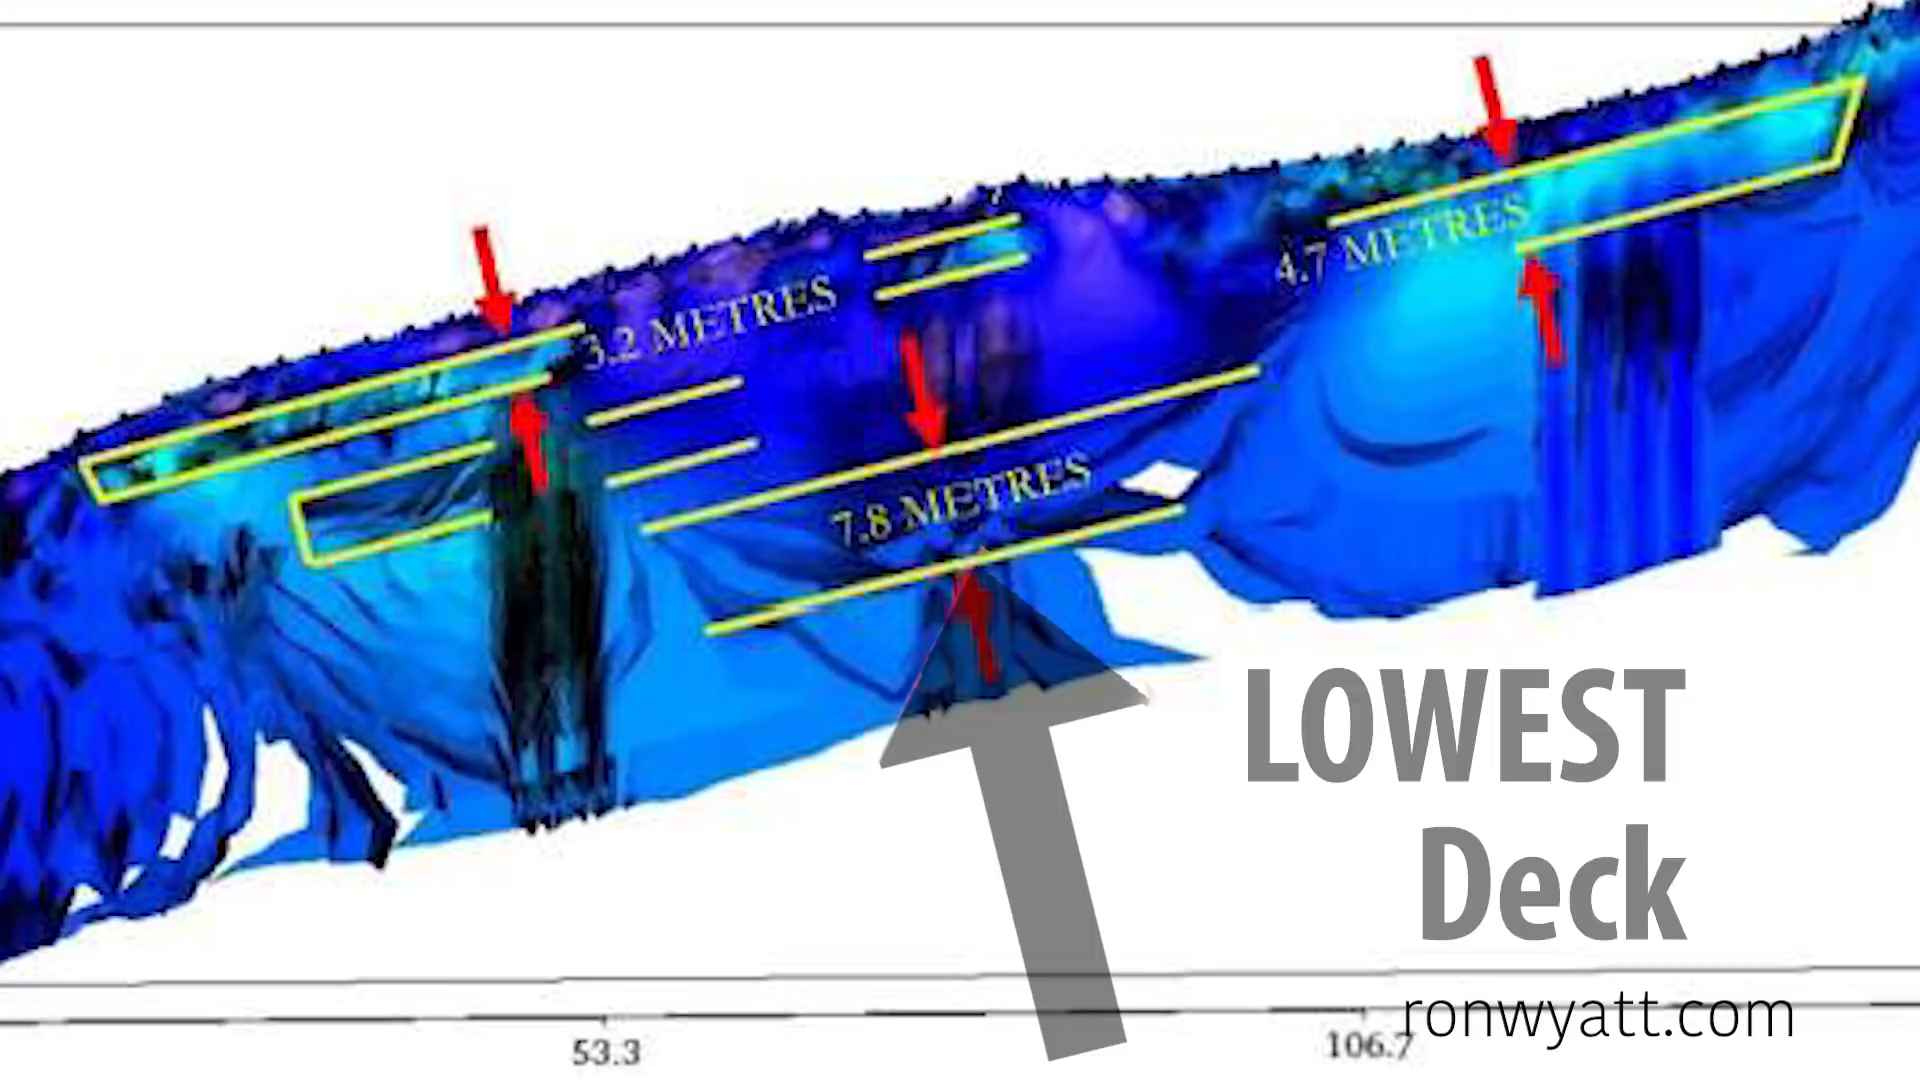 ?
3.2 METRES
4.7 METRES
7.8 METRES
LOWEST
Deck
ronwyatt.com
53.3
106.7